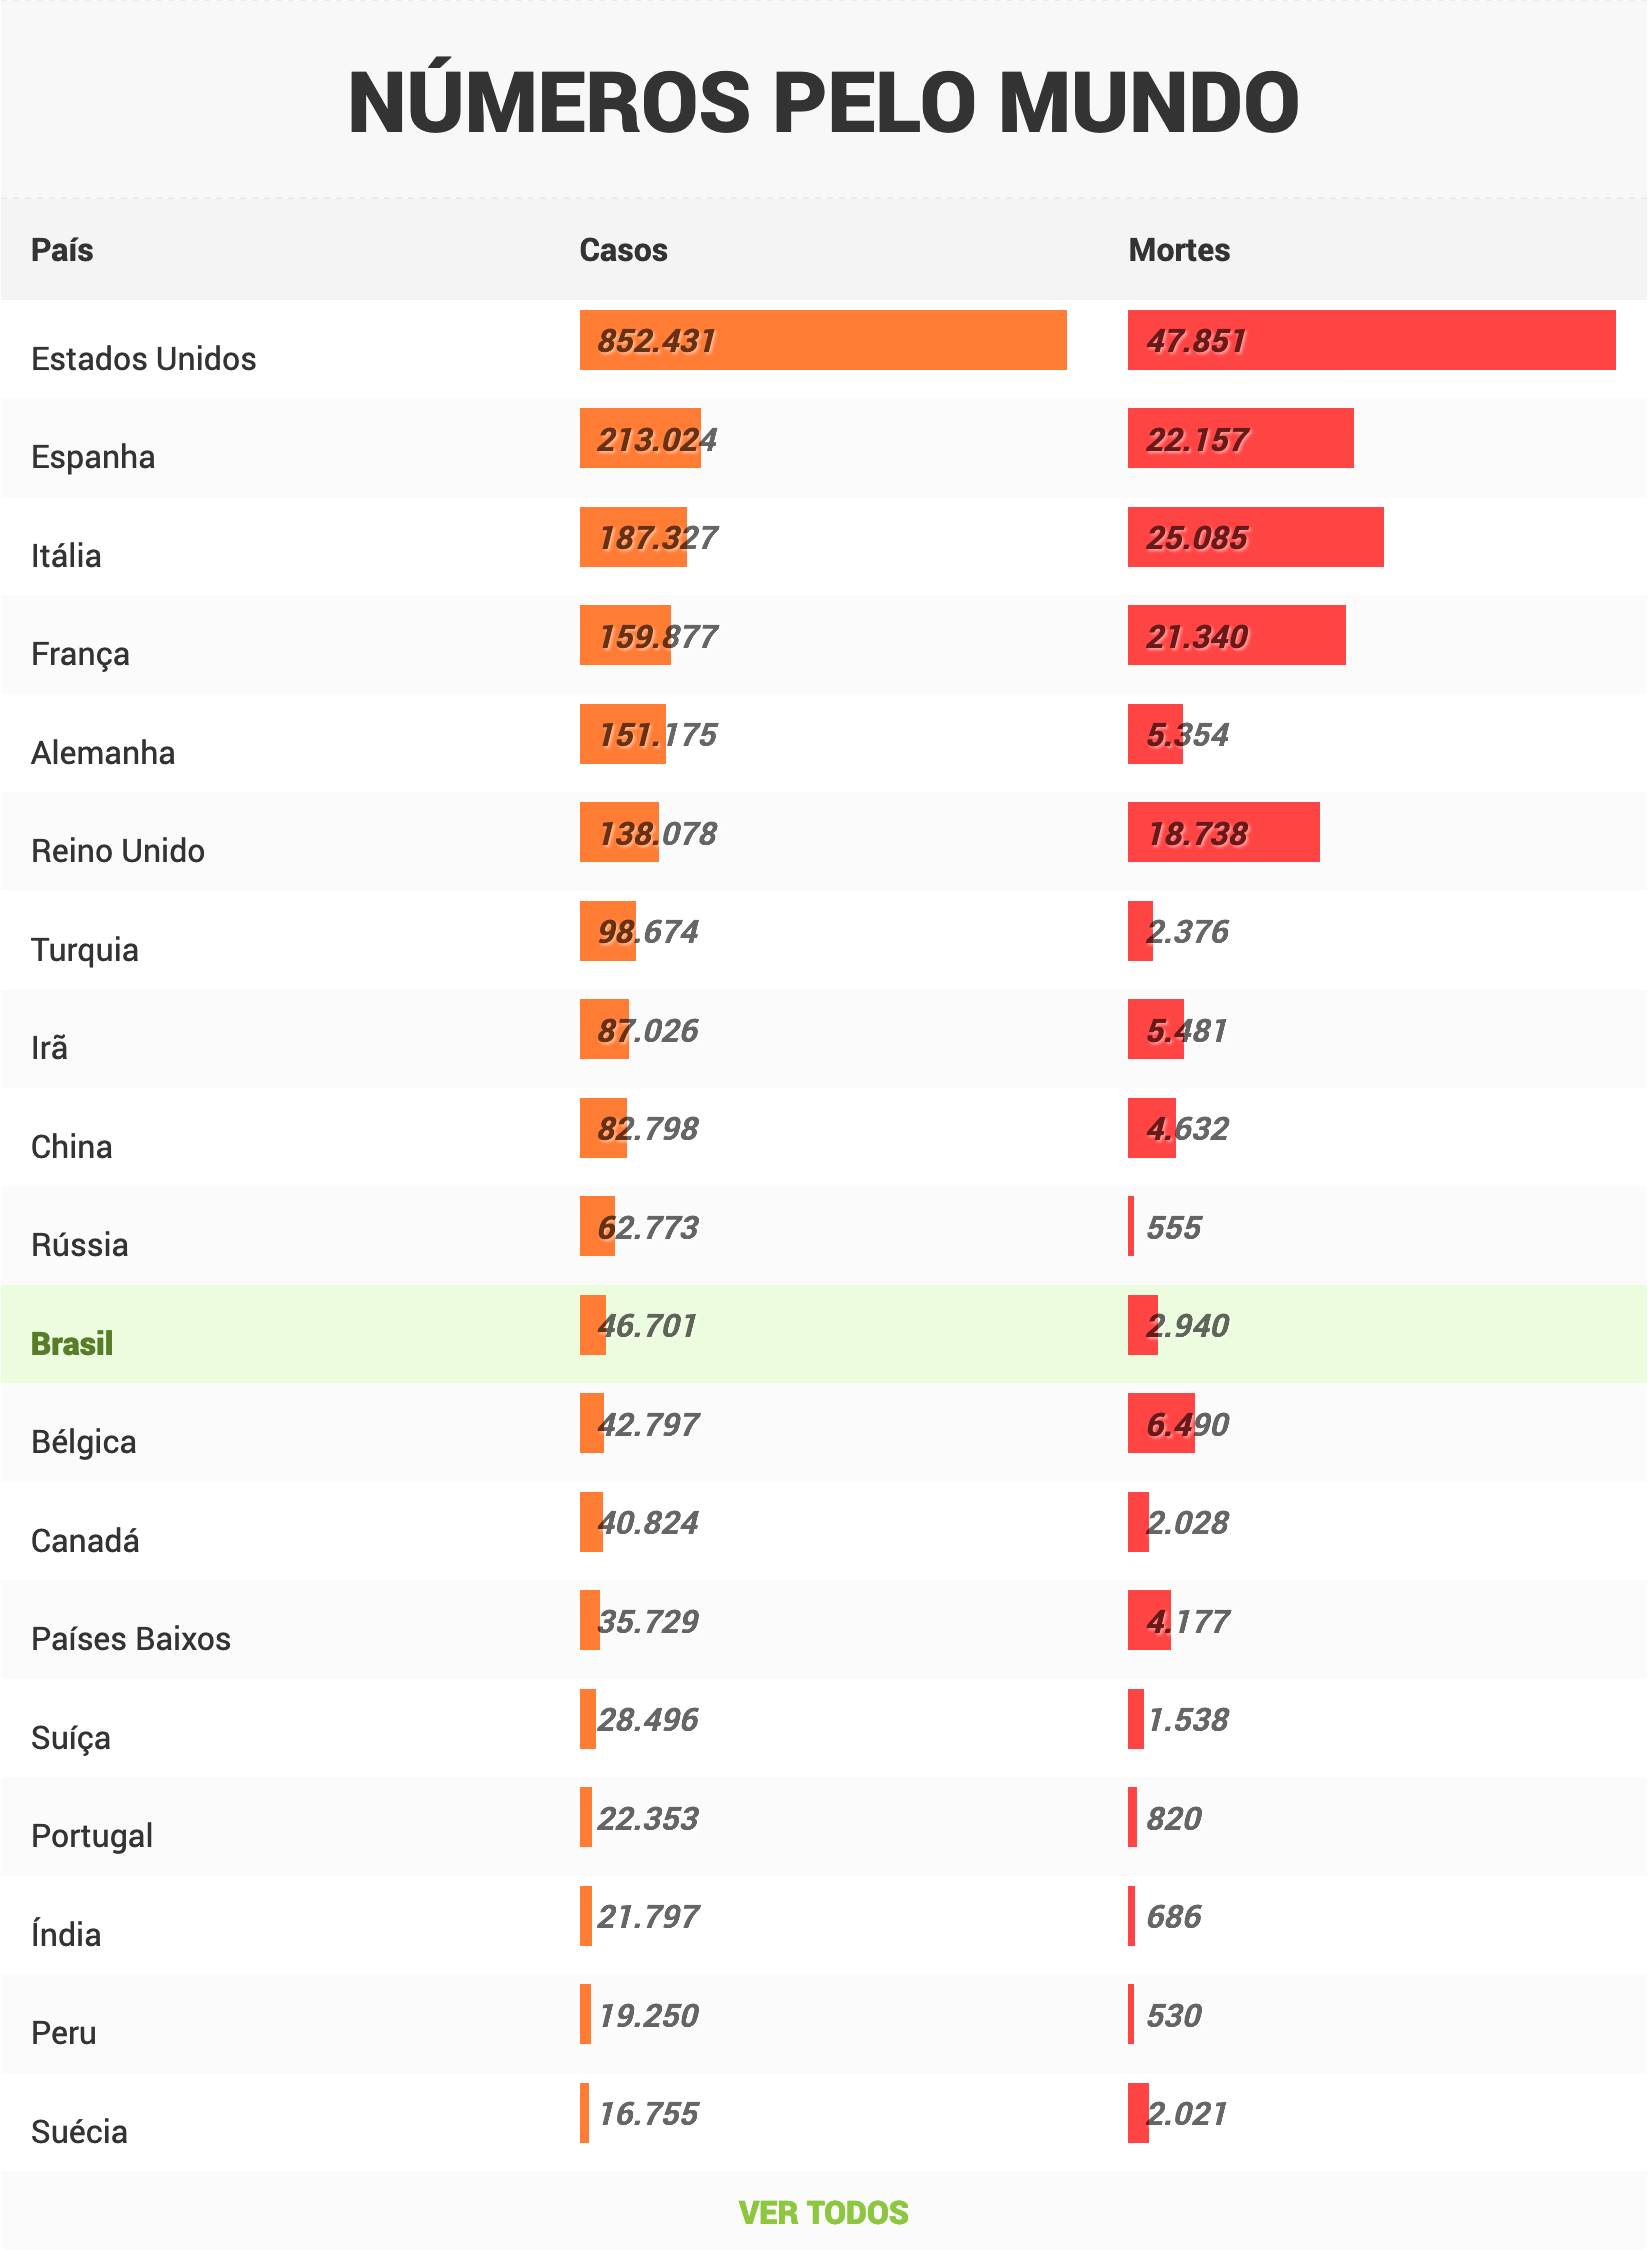 NÚMEROS PELO MUNDO
País Casos Mortes
Estados Unidos 852.431 47.851
Espanha 213.024 22.157
Itália 187.327 25.085
França 159.877 21.340
Alemanha 151.175 5.354
Reino Unido 138.078 18.738
Turquia 98.674 2.376
Irã 87.026 5.481
China 82.798 4.632
Rússia 62.773 555
Brasil 46.701 2.940
Bélgica 42.797 6.490
Canadá 40.824 2.028
Países Baixos 35.729 4.177
Suíça 28.496 1.538
Portugal 22.353 820
Índia 21.797 686
Peru 19.250 530
Suécia 16.755 2.021
VER TODOS